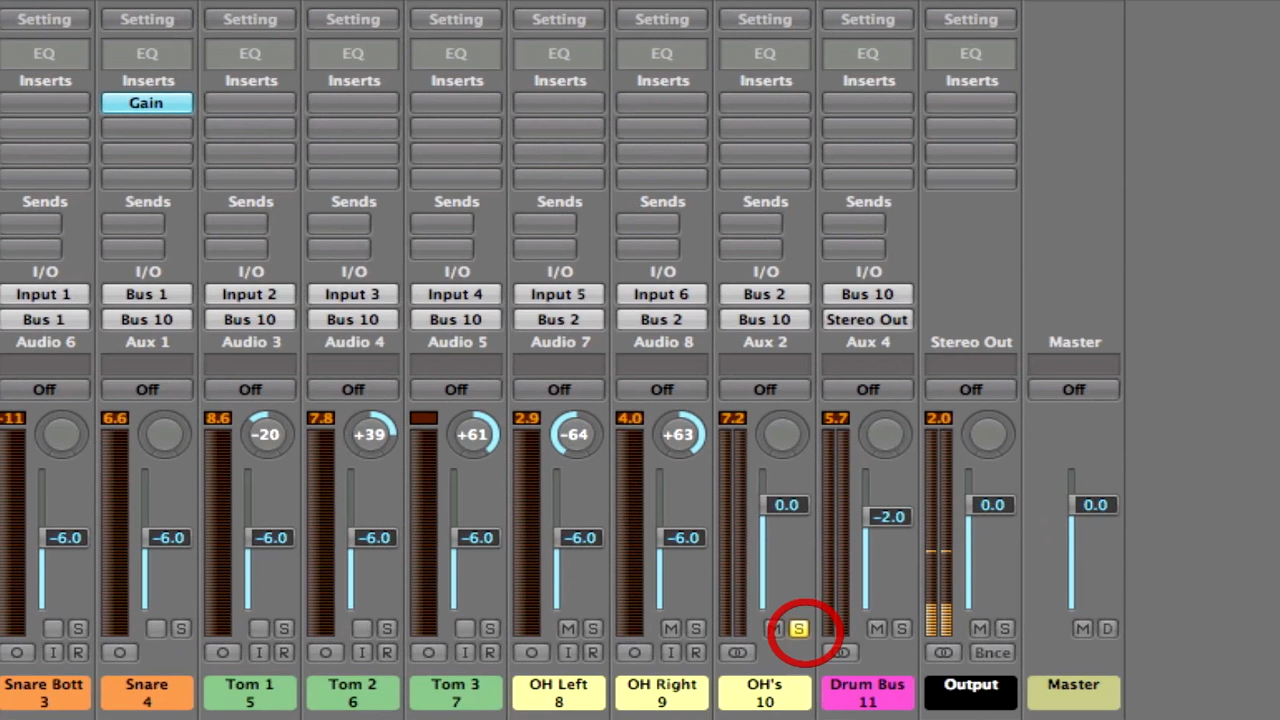 Setting Setting Setting Setting Setting Setting Setting Setting Setting Setting
EQ EQ EQ EQ EQ EQ EQ EQ EQ EQ
Inserts Inserts Inserts Inserts Inserts Inserts Inserts Inserts Inserts Inserts
Gain
Sends Sends Sends Sends Sends Sends Sends Sends Sends
I/O I/O I/O I/O I/O I/O I/O I/O I/O
Input 1 Bus 1 Input 2 Input 3 Input 4 Input 5 Input 6 Bus 2 Bus 10
Bus 1 Bus 10 Bus 10 Bus 10 Bus 10 Bus 2 Bus 2 Bus 10 Stereo Out
Audio 6 Aux 1 Audio 3 Audio 4 Audio 5 Audio 7 Audio 8 Aux 2 Aux 4 Stereo Out Master
Off Off Off Off Off Off Off Off Off Off Off
-11 6.6 8.6 7.8 2.9 4.0 7.2 5.7 2.0
-20 +39 +61 -64 +63
0.0 0.0 0.0
-2.0
-6.0 -6.0 -6.0 -6.0 -6.0 -6.0 -6.0
S S S S S M S M S M S M S M S M D
I R I R I R I R I R I R Bnce
Snare Bott Snare Tom 1 Tom 2 Tom 3 OH Left OH Right OH's Drum Bus Output Master
3 4 5 6 7 8 9 10 11